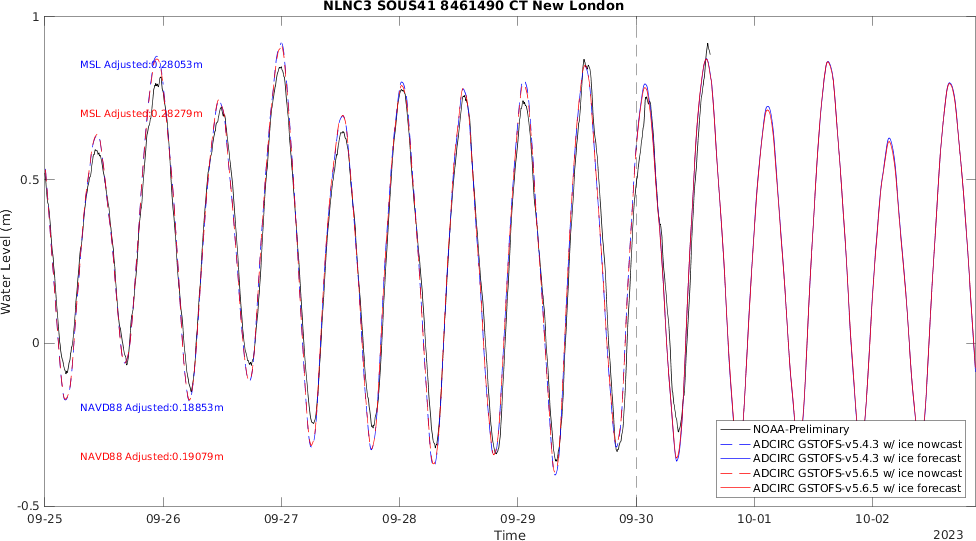 NLNC3 SOUS41 8461490 CT New London
1
MSL Adjusted:0.28053m
MSL Adjusted:0.28279m
0.5
Water Level (m)
0
NAVD88 Adjusted:0.18853m
NAVD88 Adjusted:0.19079m
NOAA-Preliminary
ADCIRC GSTOFS-v5.4.3 w/ ice nowcast
ADCIRC GSTOFS-v5.4.3 w/ ice forecast
ADCIRC GSTOFS-v5.6.5 w/ ice nowcast
ADCIRC GSTOFS-v5.6.5 w/ ice forecast
-0.5
09-25 09-26 09-27 09-28 09-29 09-30 10-01 10-02
Time
2023